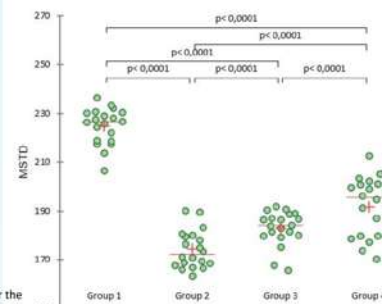 270
p< 0,0001
p< 0,0001
250
p< 0,0001
p< 0,0001 p< 0,0001 p< 0,0001
230
MSTD
210
190
170
r the
Group 1 Group 2 Group 3 Group